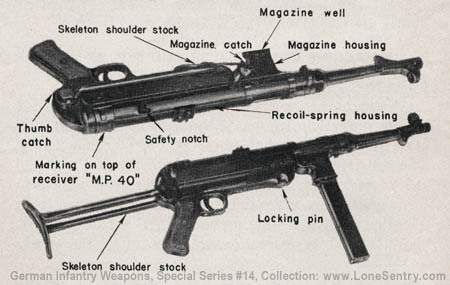 Magazine well
Skeleton shoulder stock
Magazine catch
Magazine housing
Thumb
catch
Safety notch
Recoil-spring housing
Marking on top of
receiver "M.P. 40"
Locking pin
Skeleton shoulder stock
German Infantry Weapons, Special Series #14, Collection: www.LoneSentry.com